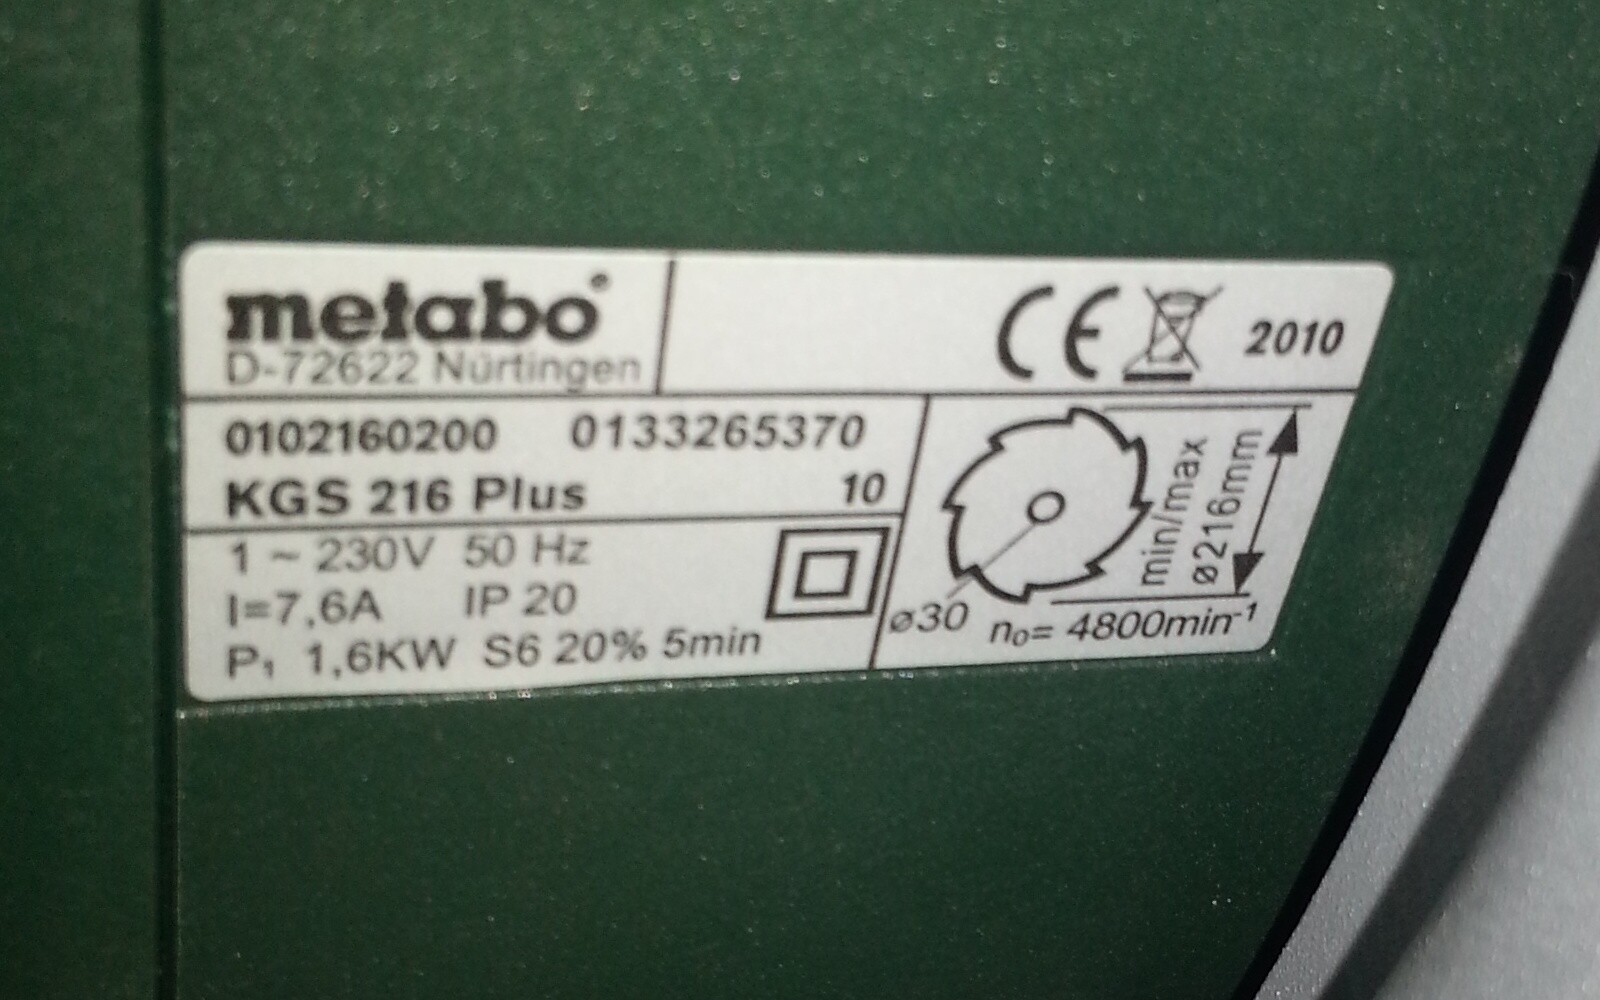 metabo®
D-72622 Nürtingen
CE 2010
0102160200 0133265370
KGS 216 Plus 10
1 ~ 230V 50 Hz
I=7,6A IP 20
P₁ 1,6KW S6 20% 5min
min/max
ø216mm
ø30 n₀= 4800min⁻¹